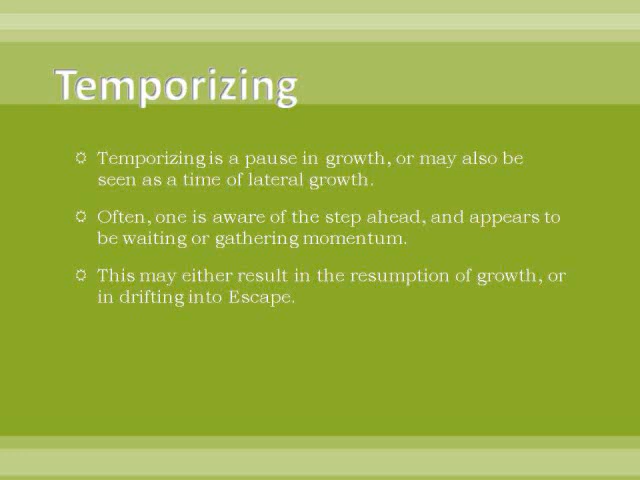 Temporizing
Temporizing is a pause in growth, or may also be
seen as a time of lateral growth.
Often, one is aware of the step ahead, and appears to
be waiting or gathering momentum.
This may either result in the resumption of growth, or
in drifting into Escape.